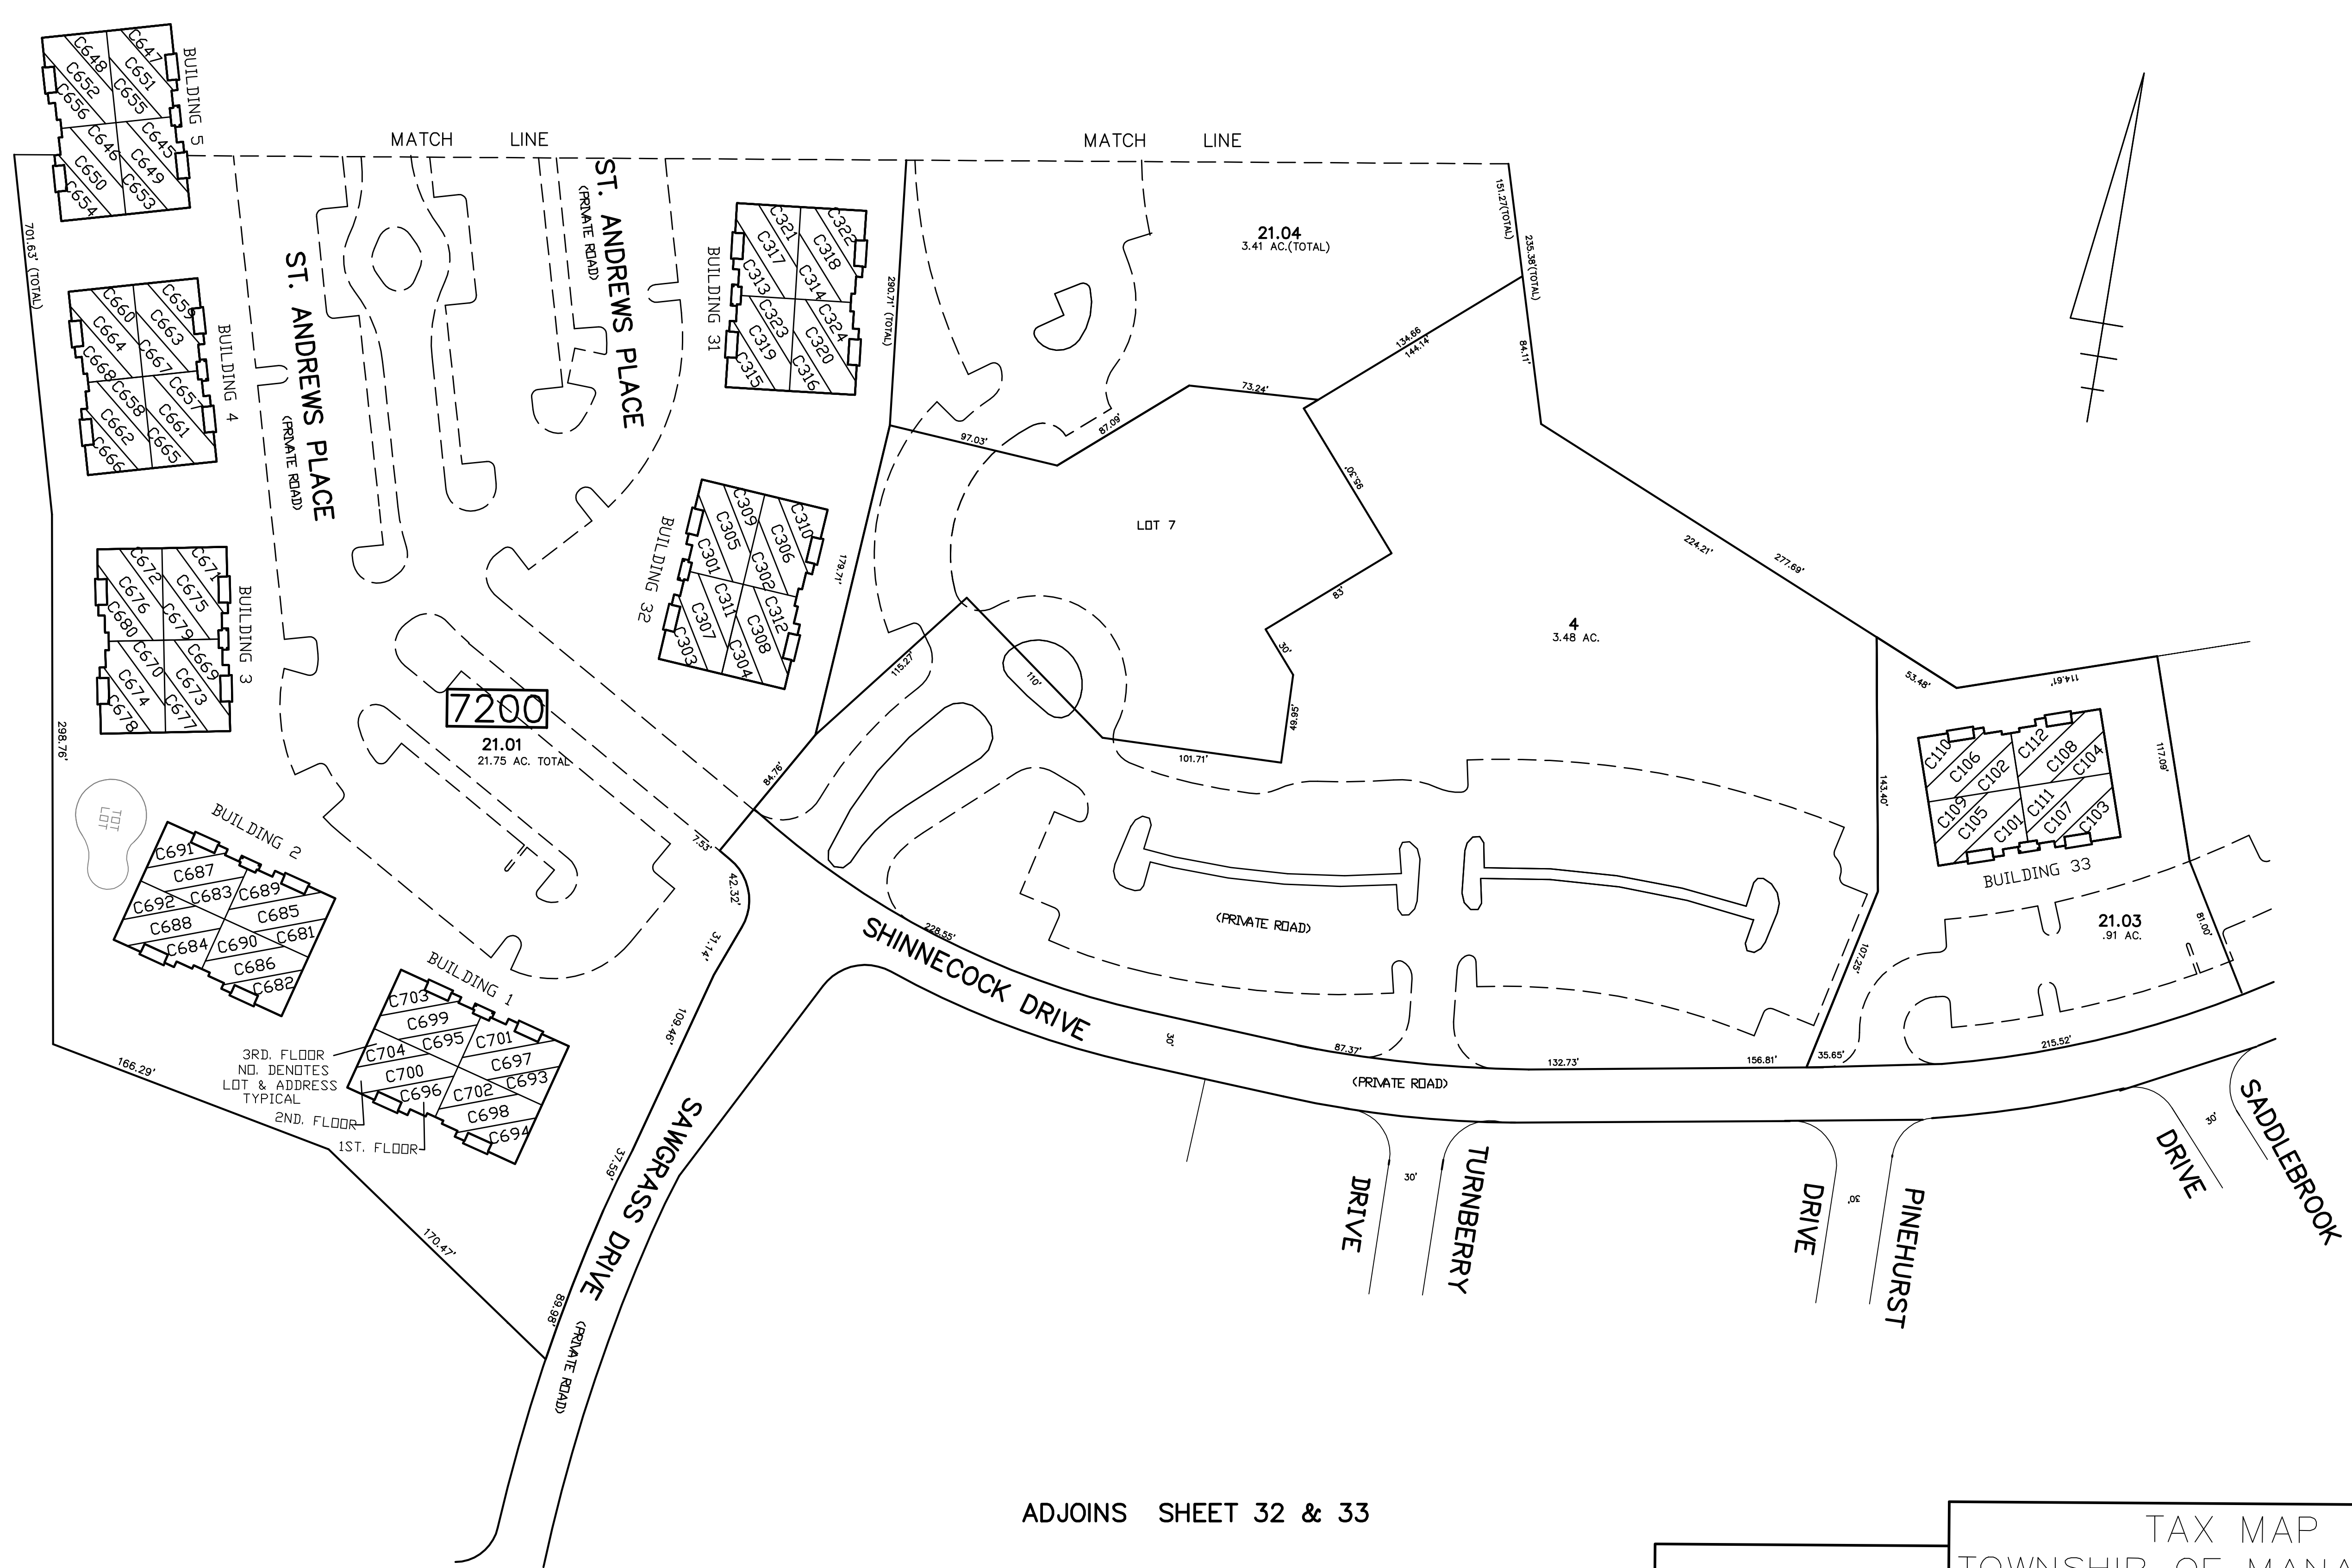 C647
C648
C651
C652
C655
C656
C645
C646
C649
C650
C653
C654
BUILDING 5
MATCH LINE
MATCH LINE
701.63' (TOTAL)
C659
C660
C663
C664
C667
C668
C657
C658
C661
C662
C665
C666
BUILDING 4
ST. ANDREWS PLACE
(PRIVATE ROAD)
ST. ANDREWS PLACE
(PRIVATE ROAD)
BUILDING 31
C321
C322
C317
C318
C313
C314
C323
C324
C319
C320
C315
C316
290.71' (TOTAL)
21.04
3.41 AC.(TOTAL)
151.27(TOTAL)
235.38'(TOTAL)
134.66
144.14
84.11'
73.24'
87.09'
97.03'
LOT 7
95.30'
83'
30'
49.95'
101.71'
110'
115.27'
179.71'
84.76'
224.21'
277.69'
4
3.48 AC.
53.48'
114.61'
117.09'
143.40'
107.25'
C671
C672
C675
C676
C679
C680
C669
C670
C673
C674
C677
C678
BUILDING 3
298.76'
BUILDING 32
C309
C310
C305
C306
C301
C302
C311
C312
C307
C308
C303
C304
7200
21.01
21.75 AC. TOTAL
TOT
LOT
BUILDING 2
C691
C687
C683
C689
C692
C685
C688
C681
C684
C690
C686
C682
BUILDING 1
C703
C699
C695
C701
C704
C697
C700
C693
C696
C702
C698
C694
3RD. FLOOR
NO. DENOTES
LOT & ADDRESS
TYPICAL
2ND. FLOOR
1ST. FLOOR
166.29'
170.47'
7.53'
42.32'
31.14'
109.46'
37.59'
89.98'
SAWGRASS DRIVE
(PRIVATE ROAD)
228.55'
SHINNECOCK DRIVE
(PRIVATE ROAD)
30'
87.37'
132.73'
156.81'
35.65'
215.52'
(PRIVATE ROAD)
C110
C106
C102
C112
C108
C104
C109
C105
C101
C111
C107
C103
BUILDING 33
21.03
.91 AC.
81.00'
TURNBERRY
DRIVE
30'
PINEHURST
DRIVE
30'
SADDLEBROOK
DRIVE
30'
ADJOINS SHEET 32 & 33
TAX MAP